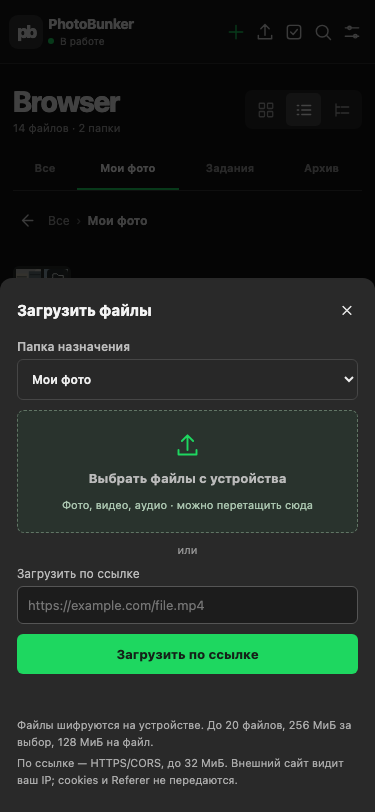 pb PhotoBunker
В работе
Browser
14 файлов · 2 папки
Все Мои фото Задания Архив
Все › Мои фото
Загрузить файлы
Папка назначения
Мои фото
Выбрать файлы с устройства
Фото, видео, аудио · можно перетащить сюда
или
Загрузить по ссылке
https://example.com/file.mp4
Загрузить по ссылке
Файлы шифруются на устройстве. До 20 файлов, 256 МиБ за
выбор, 128 МиБ на файл.
По ссылке — HTTPS/CORS, до 32 МиБ. Внешний сайт видит
ваш IP; cookies и Referer не передаются.